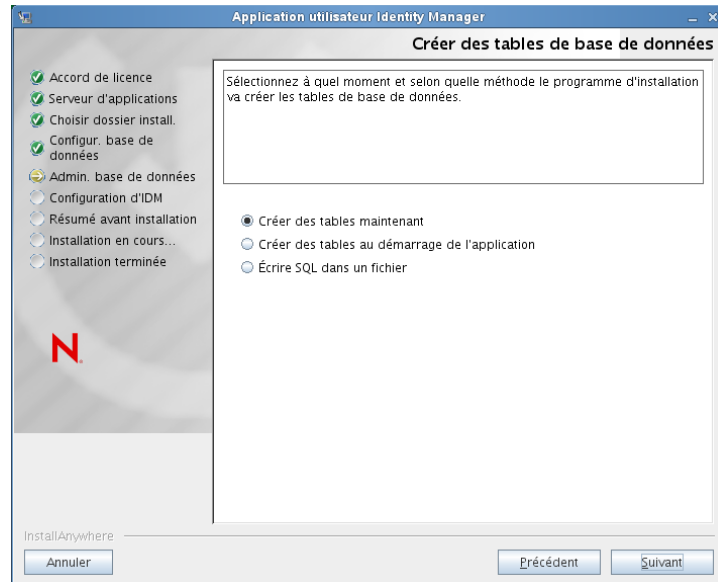 Application utilisateur Identity Manager
Créer des tables de base de données
Accord de licence
Serveur d'applications
Choisir dossier install.
Configur. base de
données
Admin. base de données
Configuration d'IDM
Résumé avant installation
Installation en cours...
Installation terminée
N
Sélectionnez à quel moment et selon quelle méthode le programme d'installation
va créer les tables de base de données.
Créer des tables maintenant
Créer des tables au démarrage de l'application
Écrire SQL dans un fichier
InstallAnywhere
Annuler
Précédent
Suivant